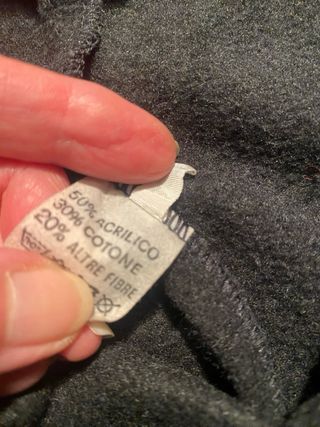 50% ACRILICO
30% COTONE
20% ALTRE FIBRE